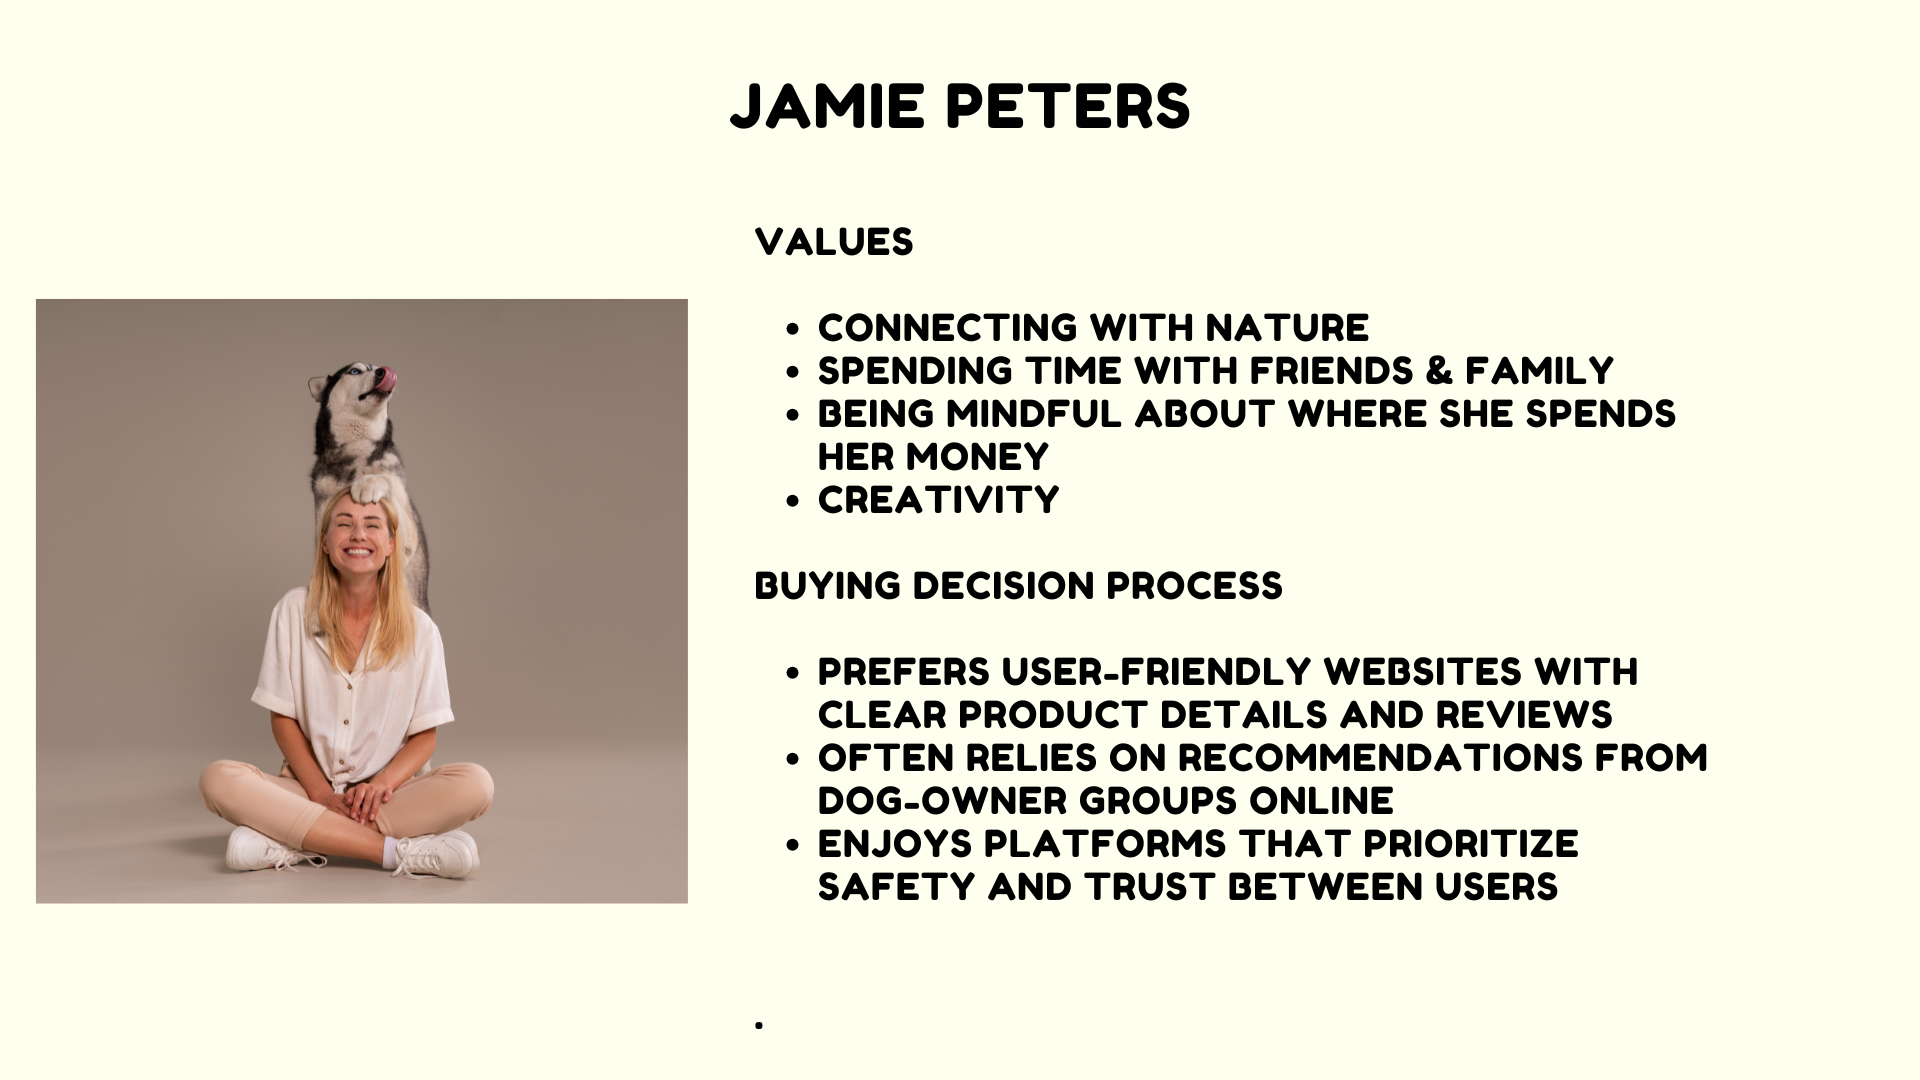 JAMIE PETERS
VALUES
• CONNECTING WITH NATURE
• SPENDING TIME WITH FRIENDS & FAMILY
• BEING MINDFUL ABOUT WHERE SHE SPENDS
HER MONEY
• CREATIVITY
BUYING DECISION PROCESS
• PREFERS USER-FRIENDLY WEBSITES WITH
CLEAR PRODUCT DETAILS AND REVIEWS
• OFTEN RELIES ON RECOMMENDATIONS FROM
DOG-OWNER GROUPS ONLINE
• ENJOYS PLATFORMS THAT PRIORITIZE
SAFETY AND TRUST BETWEEN USERS
.